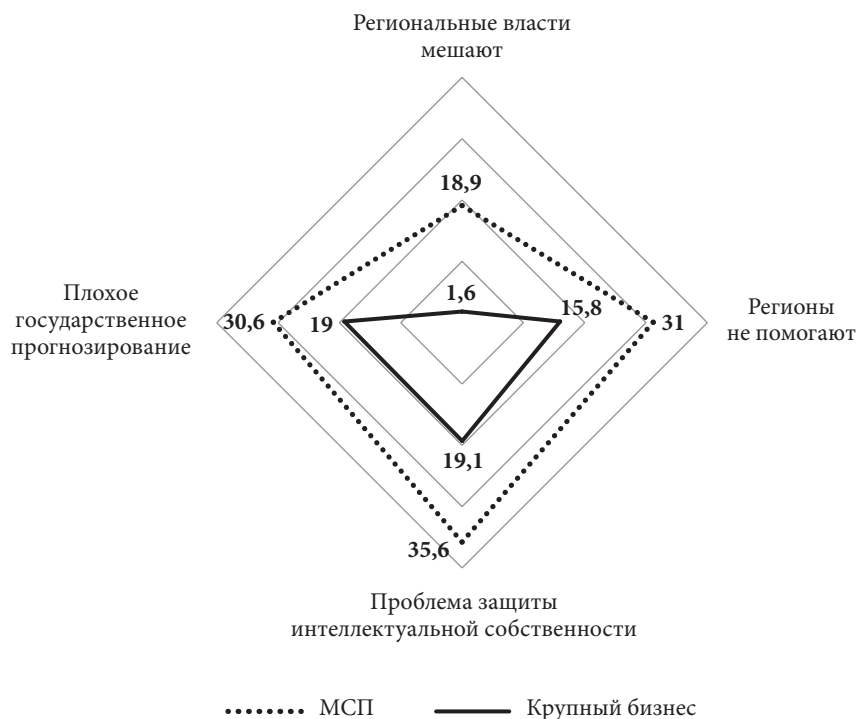 Региональные власти
мешают
18,9
1,6
Плохое
государственное
прогнозирование
30,6
19
15,8
31
Регионы
не помогают
19,1
35,6
Проблема защиты
интеллектуальной собственности
МСП
Крупный бизнес